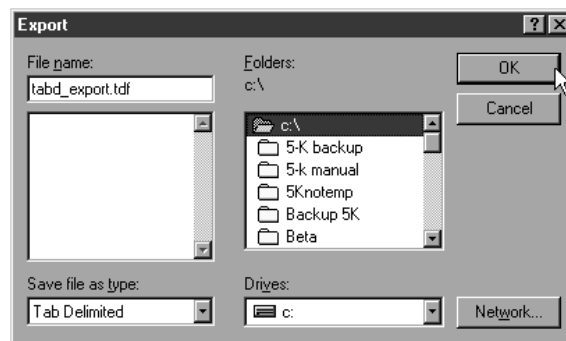 Export
File name:
tabd_export.tdf
Folders:
c:\
c:\
5-K backup
5-k manual
5Knotemp
Backup 5K
Beta
OK
Cancel
Save file as type:
Tab Delimited
Drives:
c:
Network...